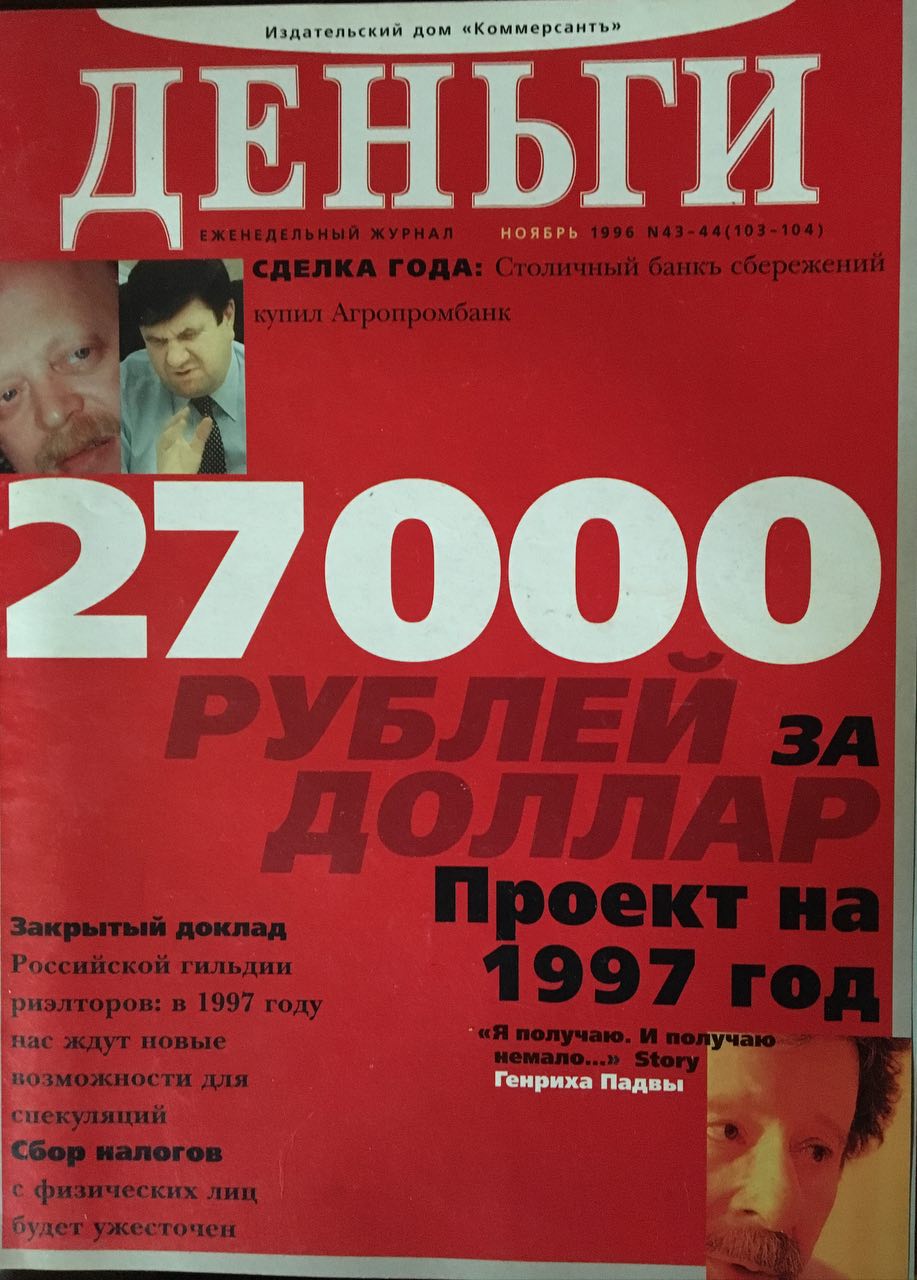 Издательский дом «Коммерсантъ»
ДЕНЬГИ
ЕЖЕНЕДЕЛЬНЫЙ ЖУРНАЛ НОЯБРЬ 1996 N43-44(103-104)
СДЕЛКА ГОДА: Столичный банкъ сбережений
купил Агропромбанк
27000
РУБЛЕЙ ЗА
ДОЛЛАР
Проект на
1997 год
Закрытый доклад
Российской гильдии
риэлторов: в 1997 году
нас ждут новые
возможности для
спекуляций
Сбор налогов
с физических лиц
будет ужесточен
«Я получаю. И получаю
немало...» Story
Генриха Падвы